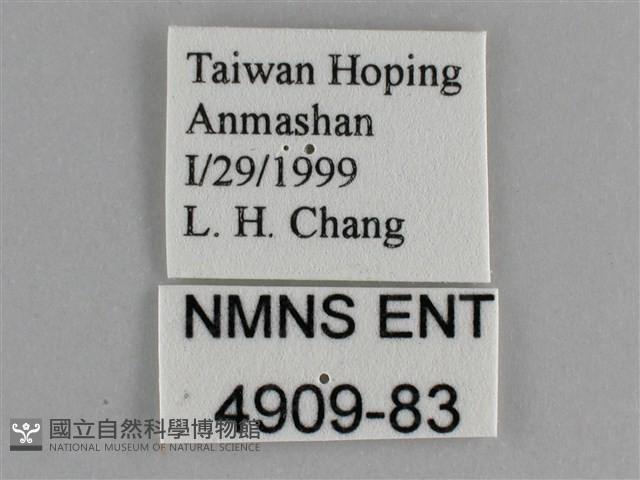 Taiwan Hoping
Anmashan
I/29/1999
L. H. Chang
NMNS ENT
4909-83
國立自然科學博物館
NATIONAL MUSEUM OF NATURAL SCIENCE